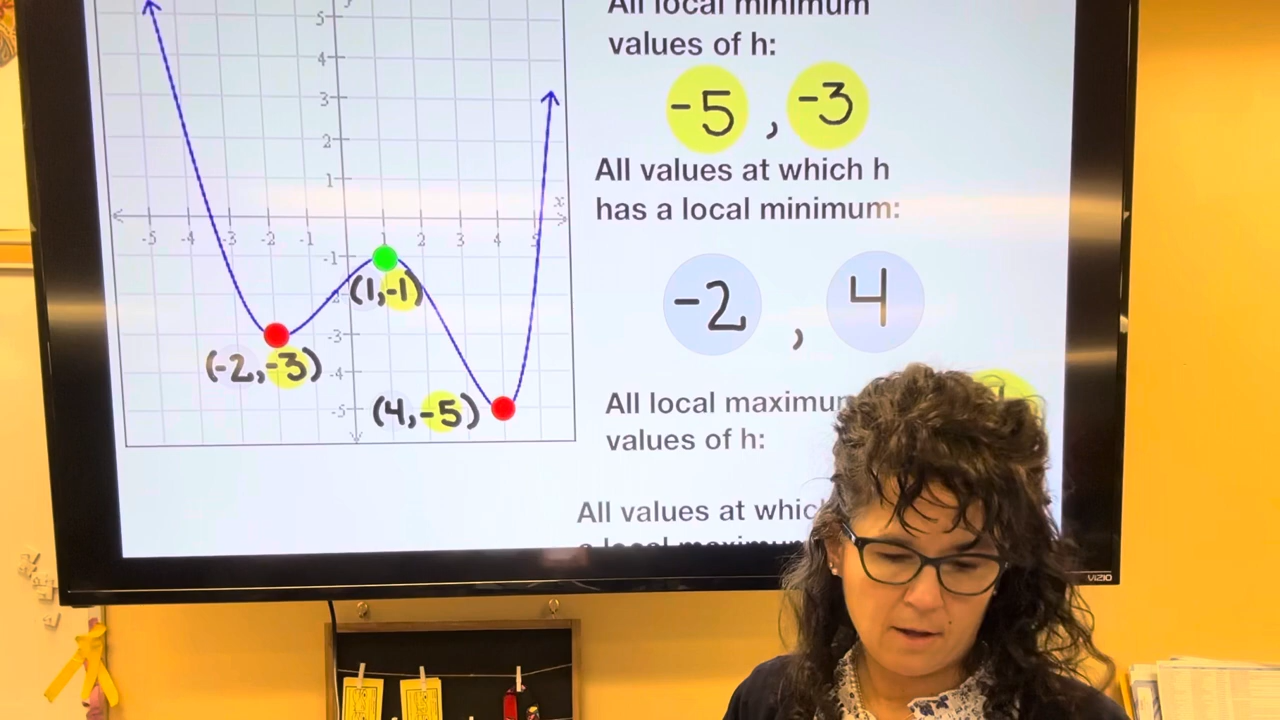 y
5
4
3
2
1
x
-5 -4 -3 -2 -1 1 2 3 4 5
-1
-2
-3
-4
-5
(1,-1)
(-2,-3)
(4,-5)
All local minimum
values of h:
-5 , -3
All values at which h
has a local minimum:
-2 , 4
All local maximum
values of h:
All values at which
a local maximum
VIZIO